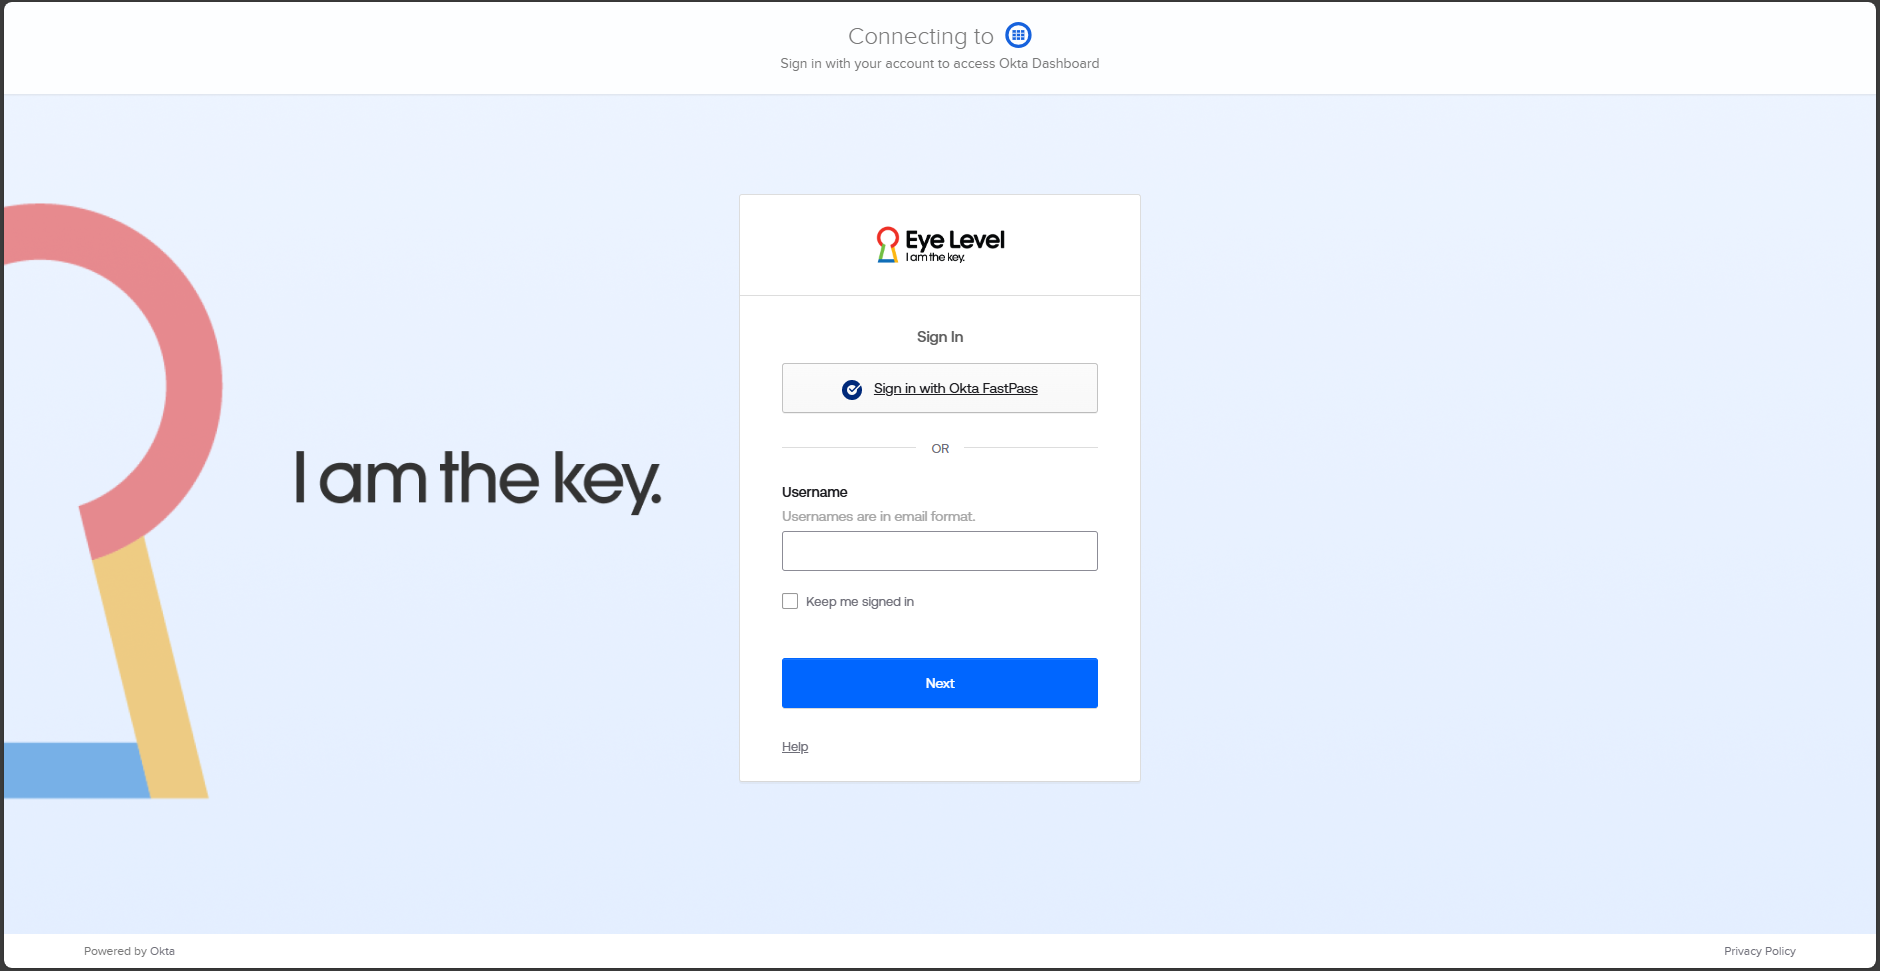 Connecting to
Sign in with your account to access Okta Dashboard
Eye Level
I am the key.
I am the key.
Sign In
Sign in with Okta FastPass
OR
Username
Usernames are in email format.
Keep me signed in
Next
Help
Powered by Okta
Privacy Policy